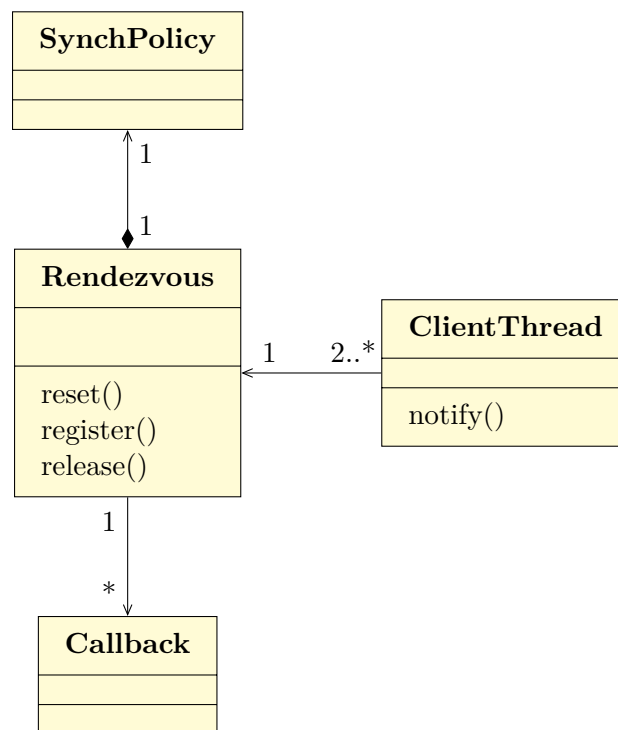 SynchPolicy
1
1
Rendezvous
reset()
register()
release()
1
2..*
ClientThread
notify()
1
*
Callback